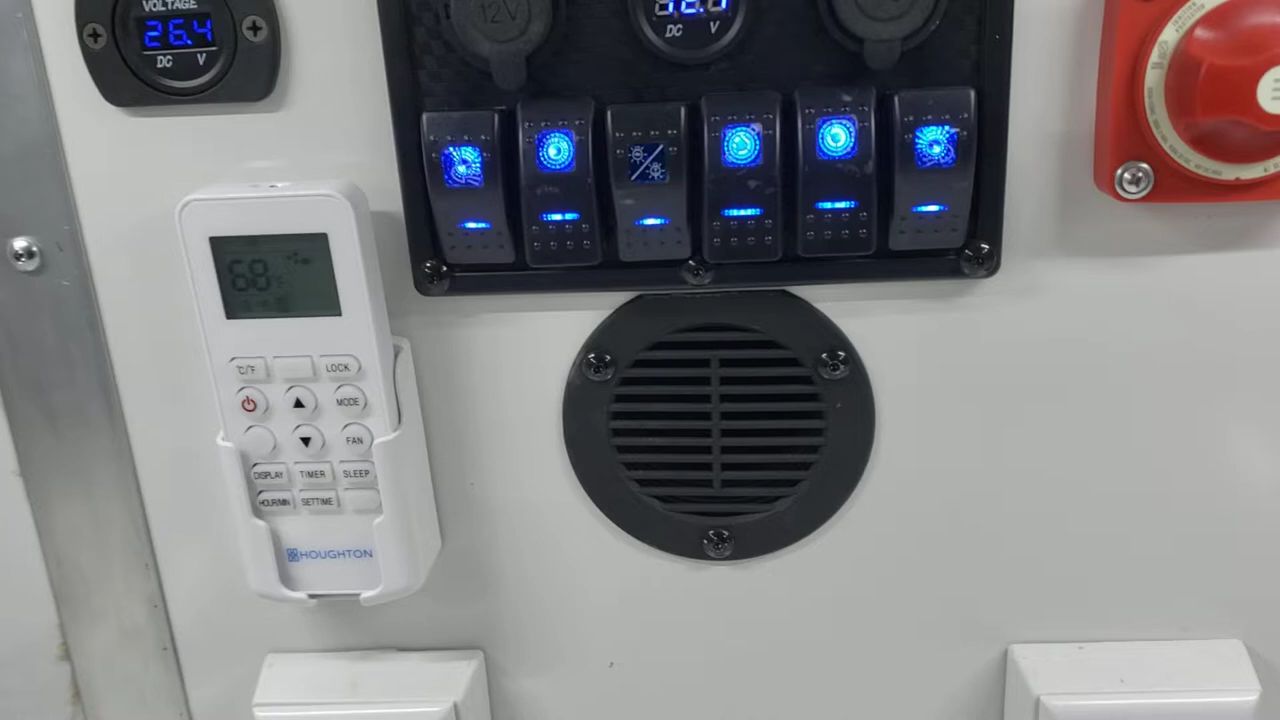 VOLTAGE
26.4
DC V
12V
DC V
68
°C/F
LOCK
MODE
FAN
DISPLAY TIMER SLEEP
HOUR/MIN SETTIME
HOUGHTON